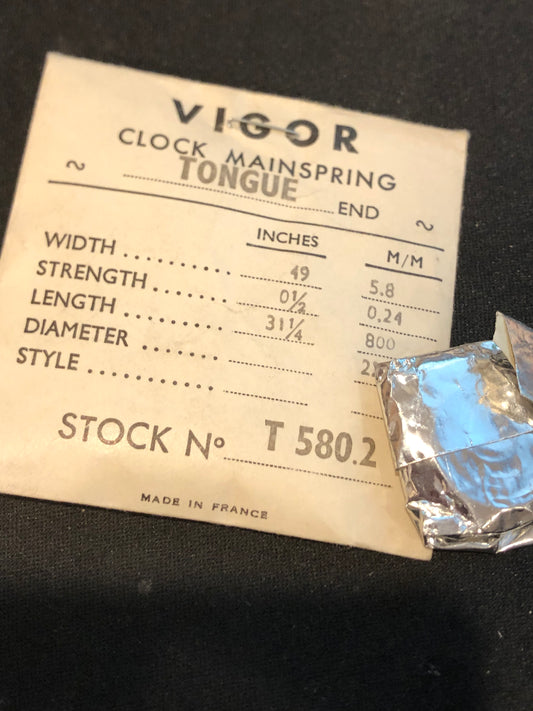 VIGOR
CLOCK MAINSPRING
~ TONGUE END ~
INCHES M/M
WIDTH .......... 49 5.8
STRENGTH ....... 0½ 0.24
LENGTH ......... 31¼ 800
DIAMETER .......
STYLE ...........
STOCK Nº T 580.2
MADE IN FRANCE